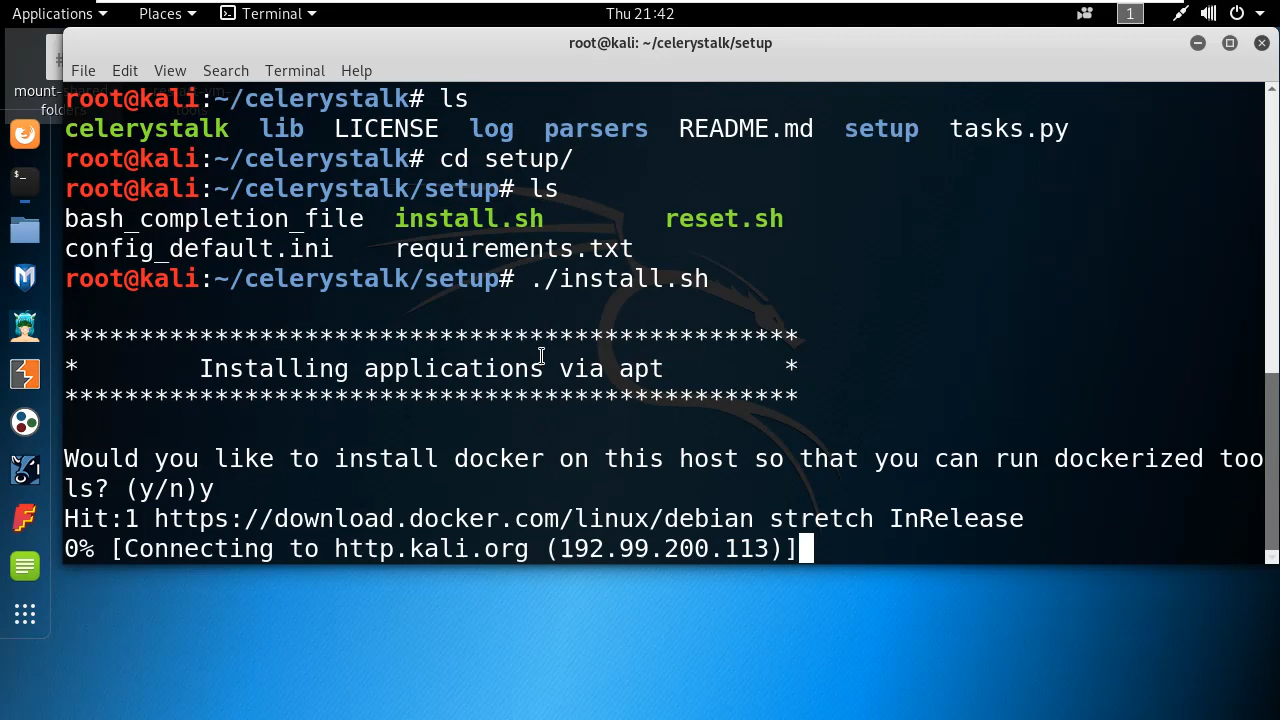 Applications Places Terminal Thu 21:42 1
root@kali: ~/celerystalk/setup
File Edit View Search Terminal Help
mount-shared-
folders
root@kali:~/celerystalk# ls
celerystalk lib LICENSE log parsers README.md setup tasks.py
root@kali:~/celerystalk# cd setup/
root@kali:~/celerystalk/setup# ls
bash_completion_file install.sh reset.sh
config_default.ini requirements.txt
root@kali:~/celerystalk/setup# ./install.sh
*************************************************
* Installing applications via apt *
*************************************************
Would you like to install docker on this host so that you can run dockerized too
ls? (y/n)y
Hit:1 https://download.docker.com/linux/debian stretch InRelease
0% [Connecting to http.kali.org (192.99.200.113)]